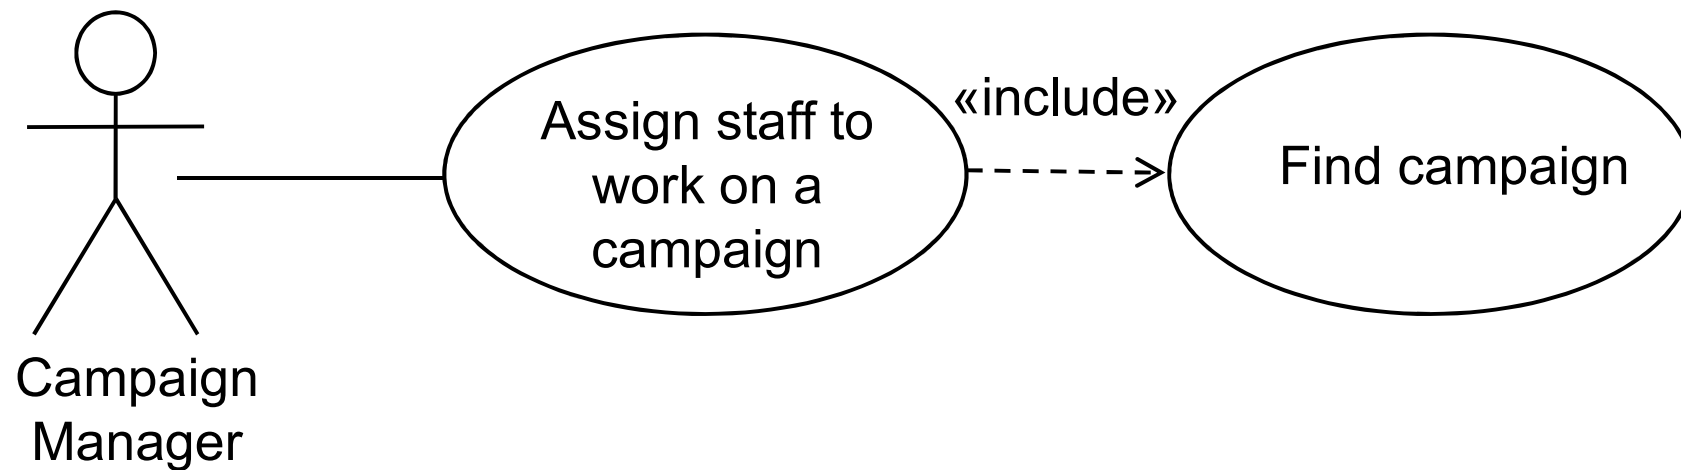 Assign staff to
work on a
campaign
«include»
Find campaign
Campaign
Manager